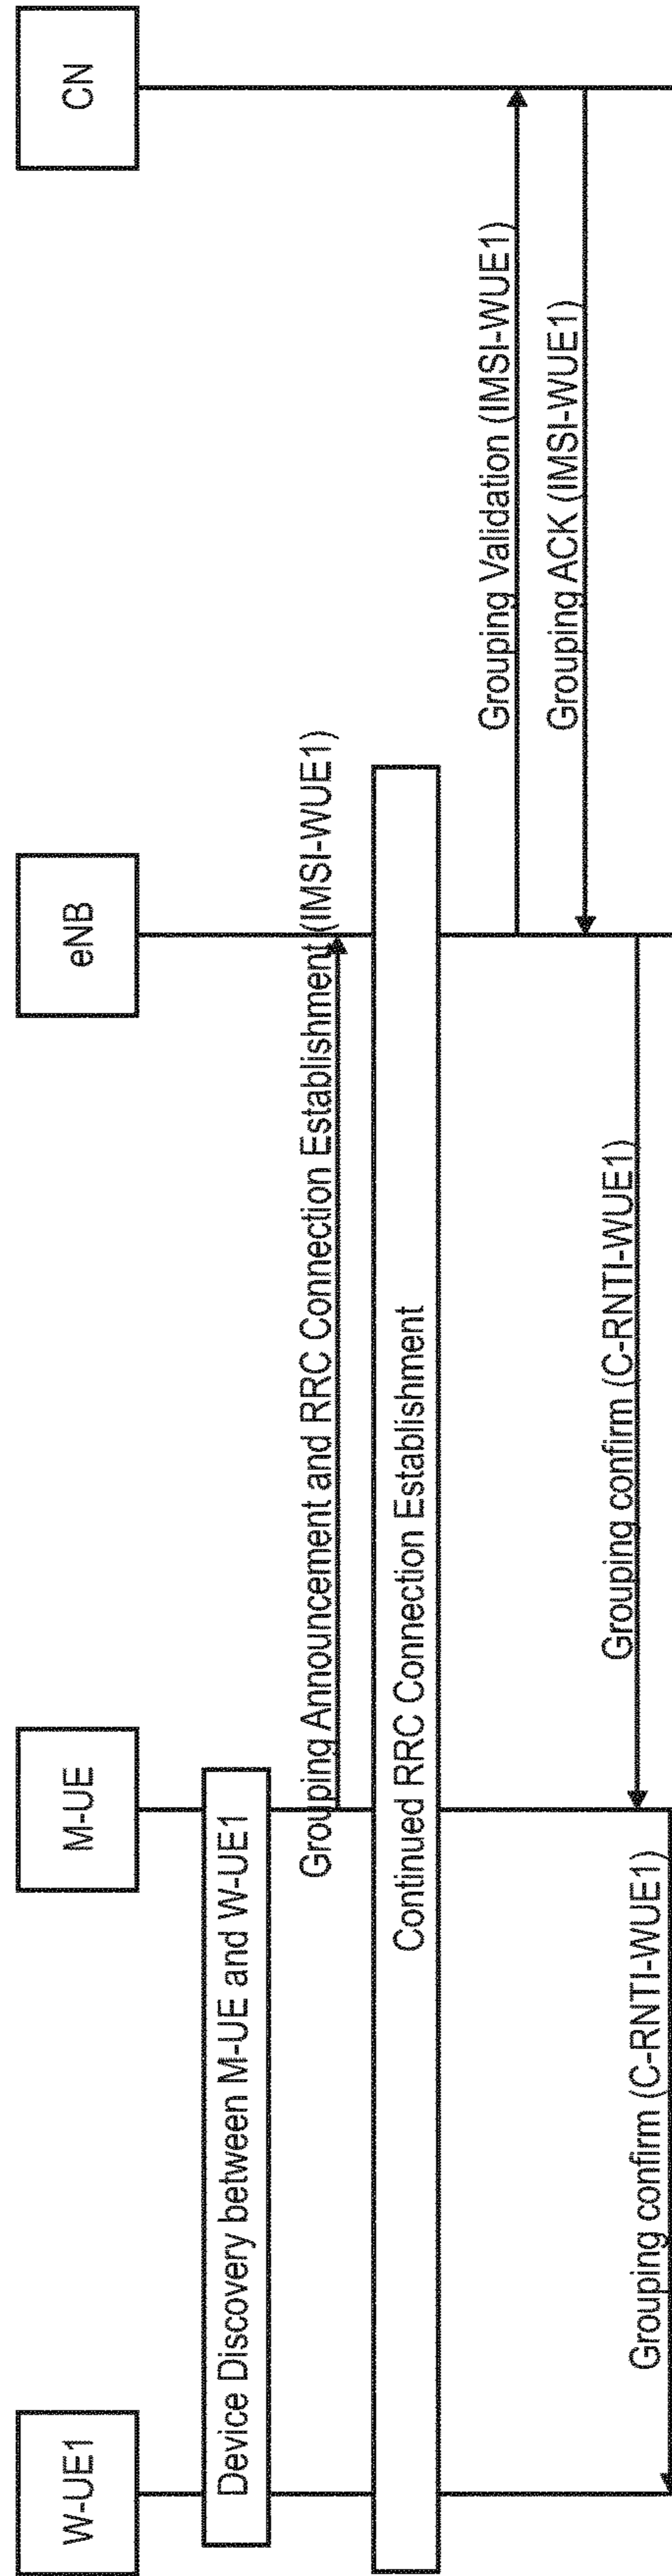 W-UE1
M-UE
eNB
CN
Device Discovery between M-UE and W-UE1
Grouping Announcement and RRC Connection Establishment (IMSI-WUE1)
Continued RRC Connection Establishment
Grouping Validation (IMSI-WUE1)
Grouping ACK (IMSI-WUE1)
Grouping confirm (C-RNTI-WUE1)
Grouping confirm (C-RNTI-WUE1)